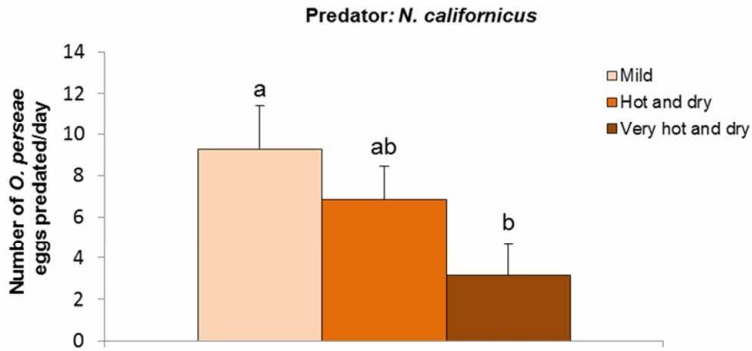 Predator: N. californicus
Number of O. perseae
eggs predated/day
14
12
10
8
6
4
2
0
a
ab
b
Mild
Hot and dry
Very hot and dry